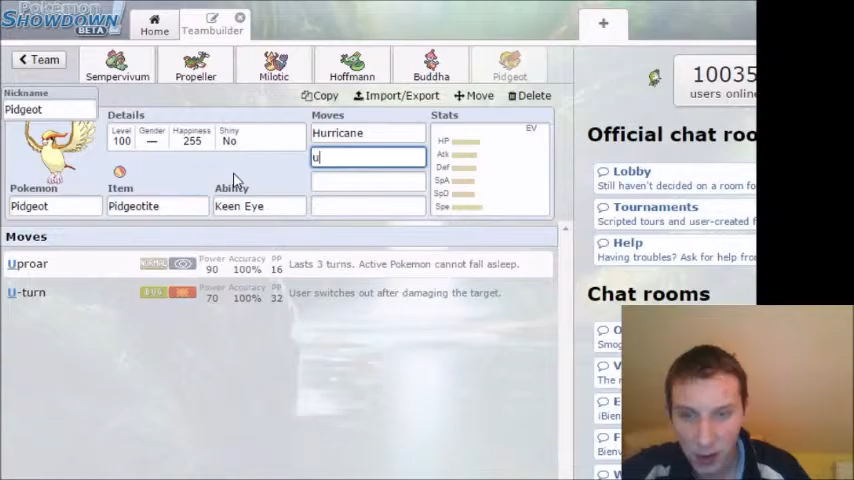 Pokémon
SHOWDOWN!
BETA
Home
Teambuilder
+
< Team
Sempervivum
Propeller
Milotic
Hoffmann
Buddha
Pidgeot
Nickname
Pidgeot
Copy
Import/Export
Move
Delete
Details
Level
100
Gender
—
Happiness
255
Shiny
No
Pokemon
Pidgeot
Item
Pidgeotite
Ability
Keen Eye
Moves
Hurricane
u
Stats
EV
HP
Atk
Def
SpA
SpD
Spe
Moves
Uproar
NORMAL
Power
90
Accuracy
100%
PP
16
Lasts 3 turns. Active Pokemon cannot fall asleep.
U-turn
BUG
Power
70
Accuracy
100%
PP
32
User switches out after damaging the target.
10035
users online
Official chat roo
Lobby
Still haven't decided on a room fo
Tournaments
Scripted tours and user-created f
Help
Having troubles? Ask for help fro
Chat rooms
O
Smog
V
The r
E
iBien
F
Bienv
W